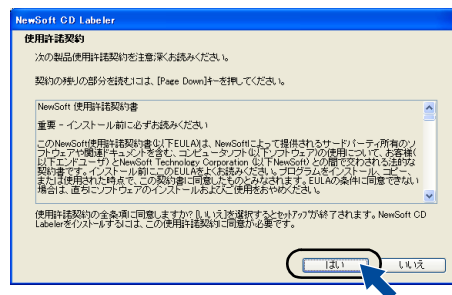 NewSoft CD Labeler
使用許諾契約
次の製品使用許諾契約を注意深くお読みください。
契約の残りの部分を読むには、[Page Down]キーを押してください。
NewSoft 使用許諾契約書
重要 - インストール前に必ずお読みください
このNewSoft使用許諾契約書(以下EULA)は、NewSoftによって提供されるサードパーティ所有のソ
フトウェアや関連ドキュメントを含む、コンピュータソフト(以下ソフトウェア)の使用について、お客様(
以下エンドユーザ)とNewSoft Technology Corporation (以下NewSoft)との間で交わされる法的な
契約書です。インストール前にこのEULAをよくお読みください。プログラムをインストール、コピー、
または使用された時点で、この契約書に同意したものとみなされます。EULAの条件に同意できない
場合は、直ちにソフトウェアのインストールおよびご使用をおやめください。
使用許諾契約の全条項に同意しますか? [いいえ]を選択するとセットアップが終了されます。NewSoft CD
Labelerをインストールするには、この使用許諾契約に同意が必要です。
はい
いいえ